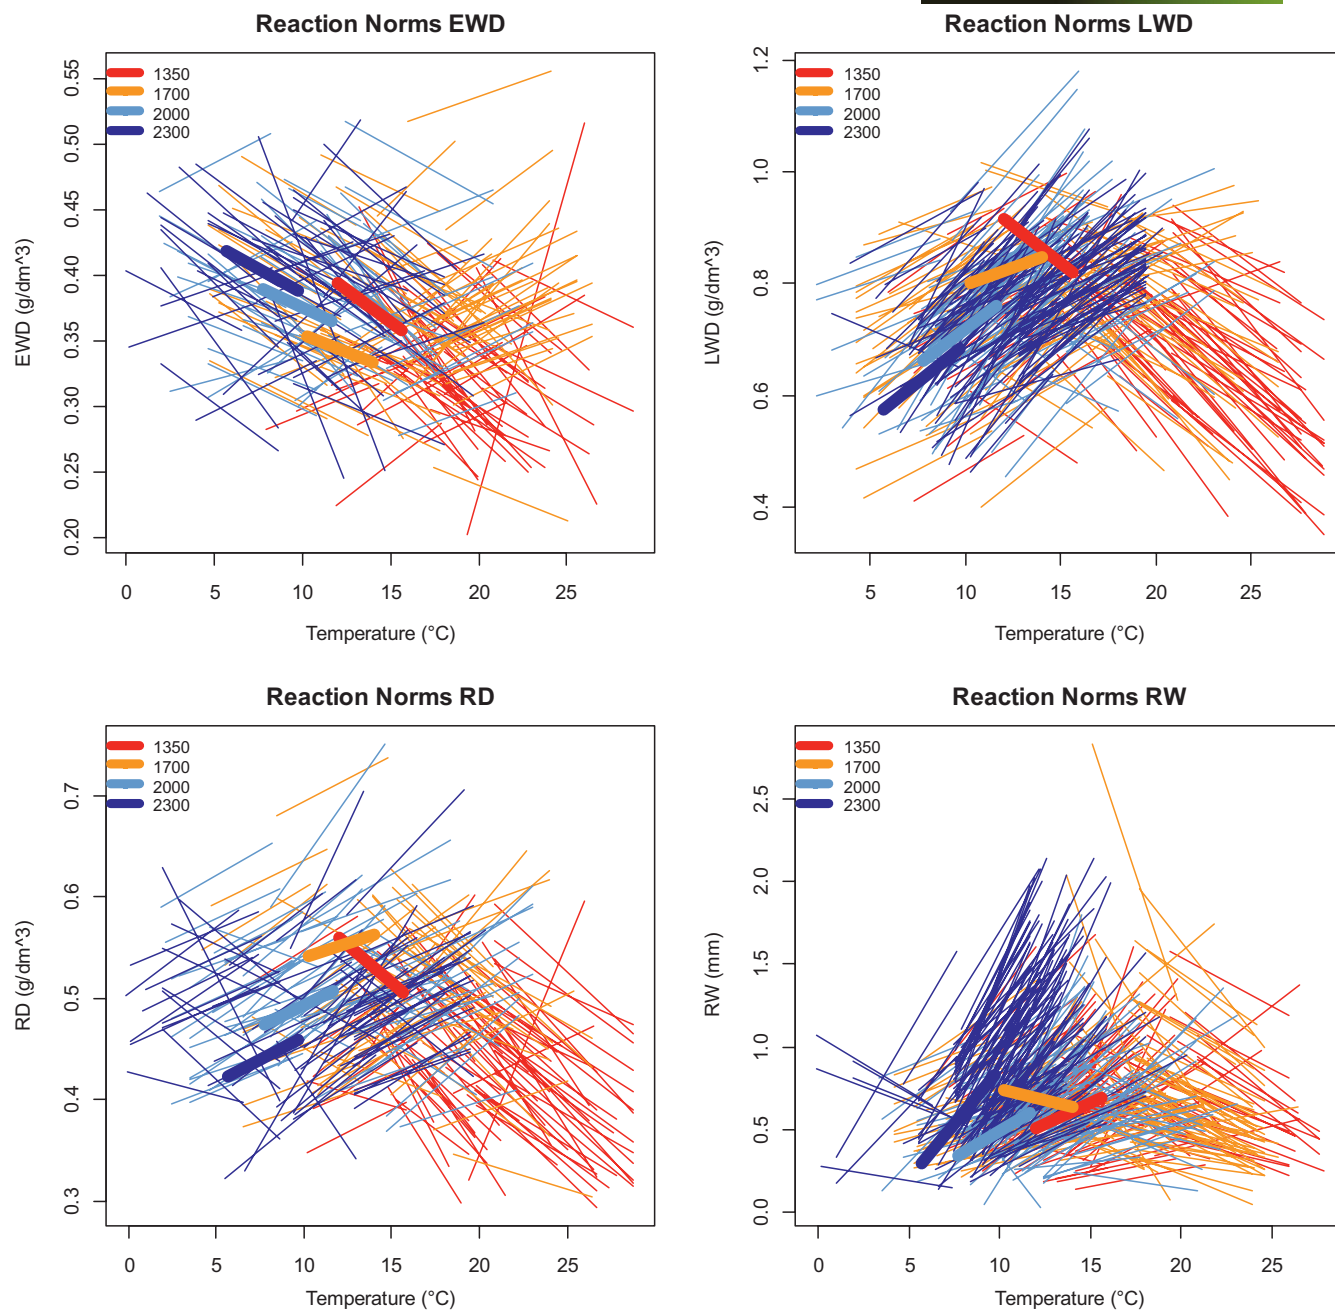 Reaction Norms EWD
1350
1700
2000
2300
EWD (g/dm^3)
0.55
0.50
0.45
0.40
0.35
0.30
0.25
0.20
0 5 10 15 20 25
Temperature (°C)
Reaction Norms LWD
1350
1700
2000
2300
LWD (g/dm^3)
1.2
1.0
0.8
0.6
0.4
5 10 15 20 25
Temperature (°C)
Reaction Norms RD
1350
1700
2000
2300
RD (g/dm^3)
0.7
0.6
0.5
0.4
0.3
0 5 10 15 20 25
Temperature (°C)
Reaction Norms RW
1350
1700
2000
2300
RW (mm)
2.5
2.0
1.5
1.0
0.5
0.0
0 5 10 15 20 25
Temperature (°C)